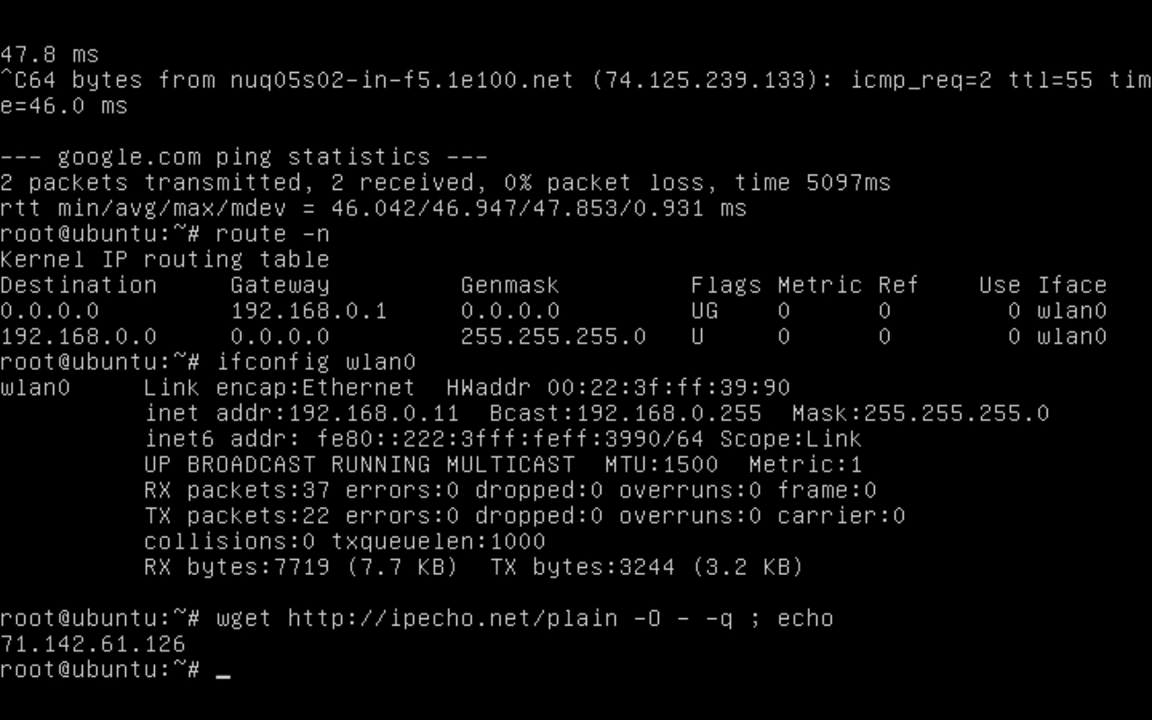 47.8 ms
^C64 bytes from nuq05s02-in-f5.1e100.net (74.125.239.133): icmp_req=2 ttl=55 tim
e=46.0 ms
--- google.com ping statistics ---
2 packets transmitted, 2 received, 0% packet loss, time 5097ms
rtt min/avg/max/mdev = 46.042/46.947/47.853/0.931 ms
root@ubuntu:~# route -n
Kernel IP routing table
Destination     Gateway         Genmask         Flags Metric Ref    Use Iface
0.0.0.0         192.168.0.1     0.0.0.0         UG    0      0        0 wlan0
192.168.0.0     0.0.0.0         255.255.255.0   U     0      0        0 wlan0
root@ubuntu:~# ifconfig wlan0
wlan0     Link encap:Ethernet  HWaddr 00:22:3f:ff:39:90
          inet addr:192.168.0.11  Bcast:192.168.0.255  Mask:255.255.255.0
          inet6 addr: fe80::222:3fff:feff:3990/64 Scope:Link
          UP BROADCAST RUNNING MULTICAST  MTU:1500  Metric:1
          RX packets:37 errors:0 dropped:0 overruns:0 frame:0
          TX packets:22 errors:0 dropped:0 overruns:0 carrier:0
          collisions:0 txqueuelen:1000
          RX bytes:7719 (7.7 KB)  TX bytes:3244 (3.2 KB)
root@ubuntu:~# wget http://ipecho.net/plain -O - -q ; echo
71.142.61.126
root@ubuntu:~# _